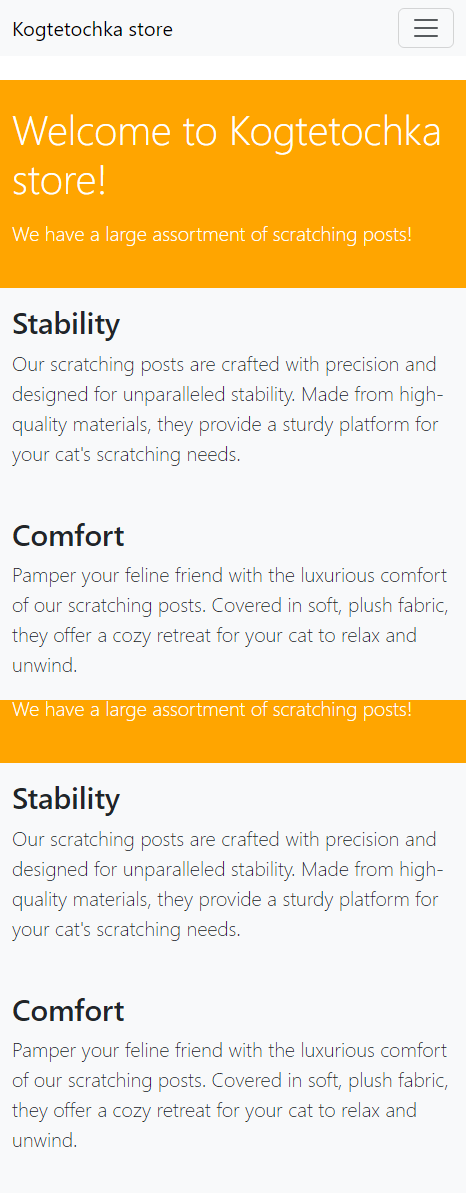 Kogtetochka store
Welcome to Kogtetochka
store!
We have a large assortment of scratching posts!
Stability
Our scratching posts are crafted with precision and
designed for unparalleled stability. Made from high-
quality materials, they provide a sturdy platform for
your cat's scratching needs.
Comfort
Pamper your feline friend with the luxurious comfort
of our scratching posts. Covered in soft, plush fabric,
they offer a cozy retreat for your cat to relax and
unwind.
We have a large assortment of scratching posts!
Stability
Our scratching posts are crafted with precision and
designed for unparalleled stability. Made from high-
quality materials, they provide a sturdy platform for
your cat's scratching needs.
Comfort
Pamper your feline friend with the luxurious comfort
of our scratching posts. Covered in soft, plush fabric,
they offer a cozy retreat for your cat to relax and
unwind.